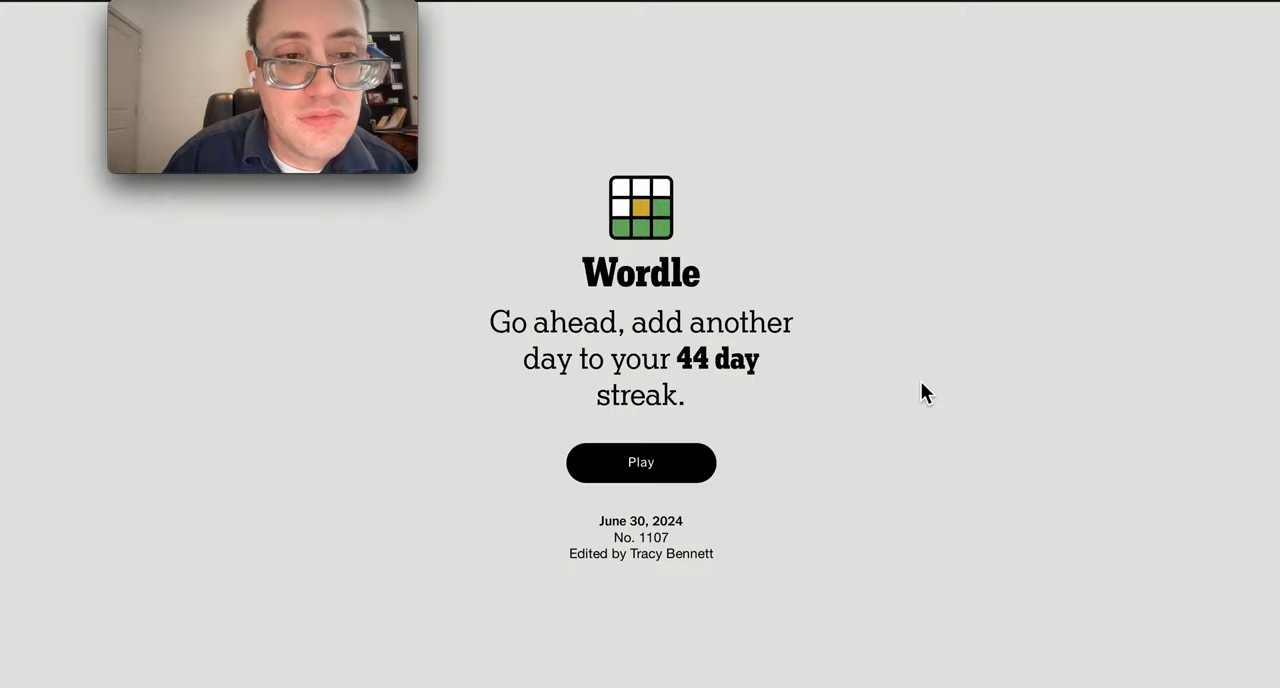 Wordle
Go ahead, add another
day to your 44 day
streak.
Play
June 30, 2024
No. 1107
Edited by Tracy Bennett